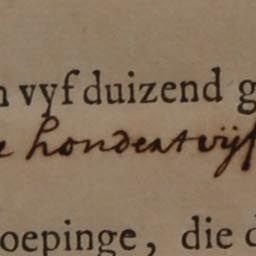 n vyf duizend g
e hondertvijf
oepinge, die d